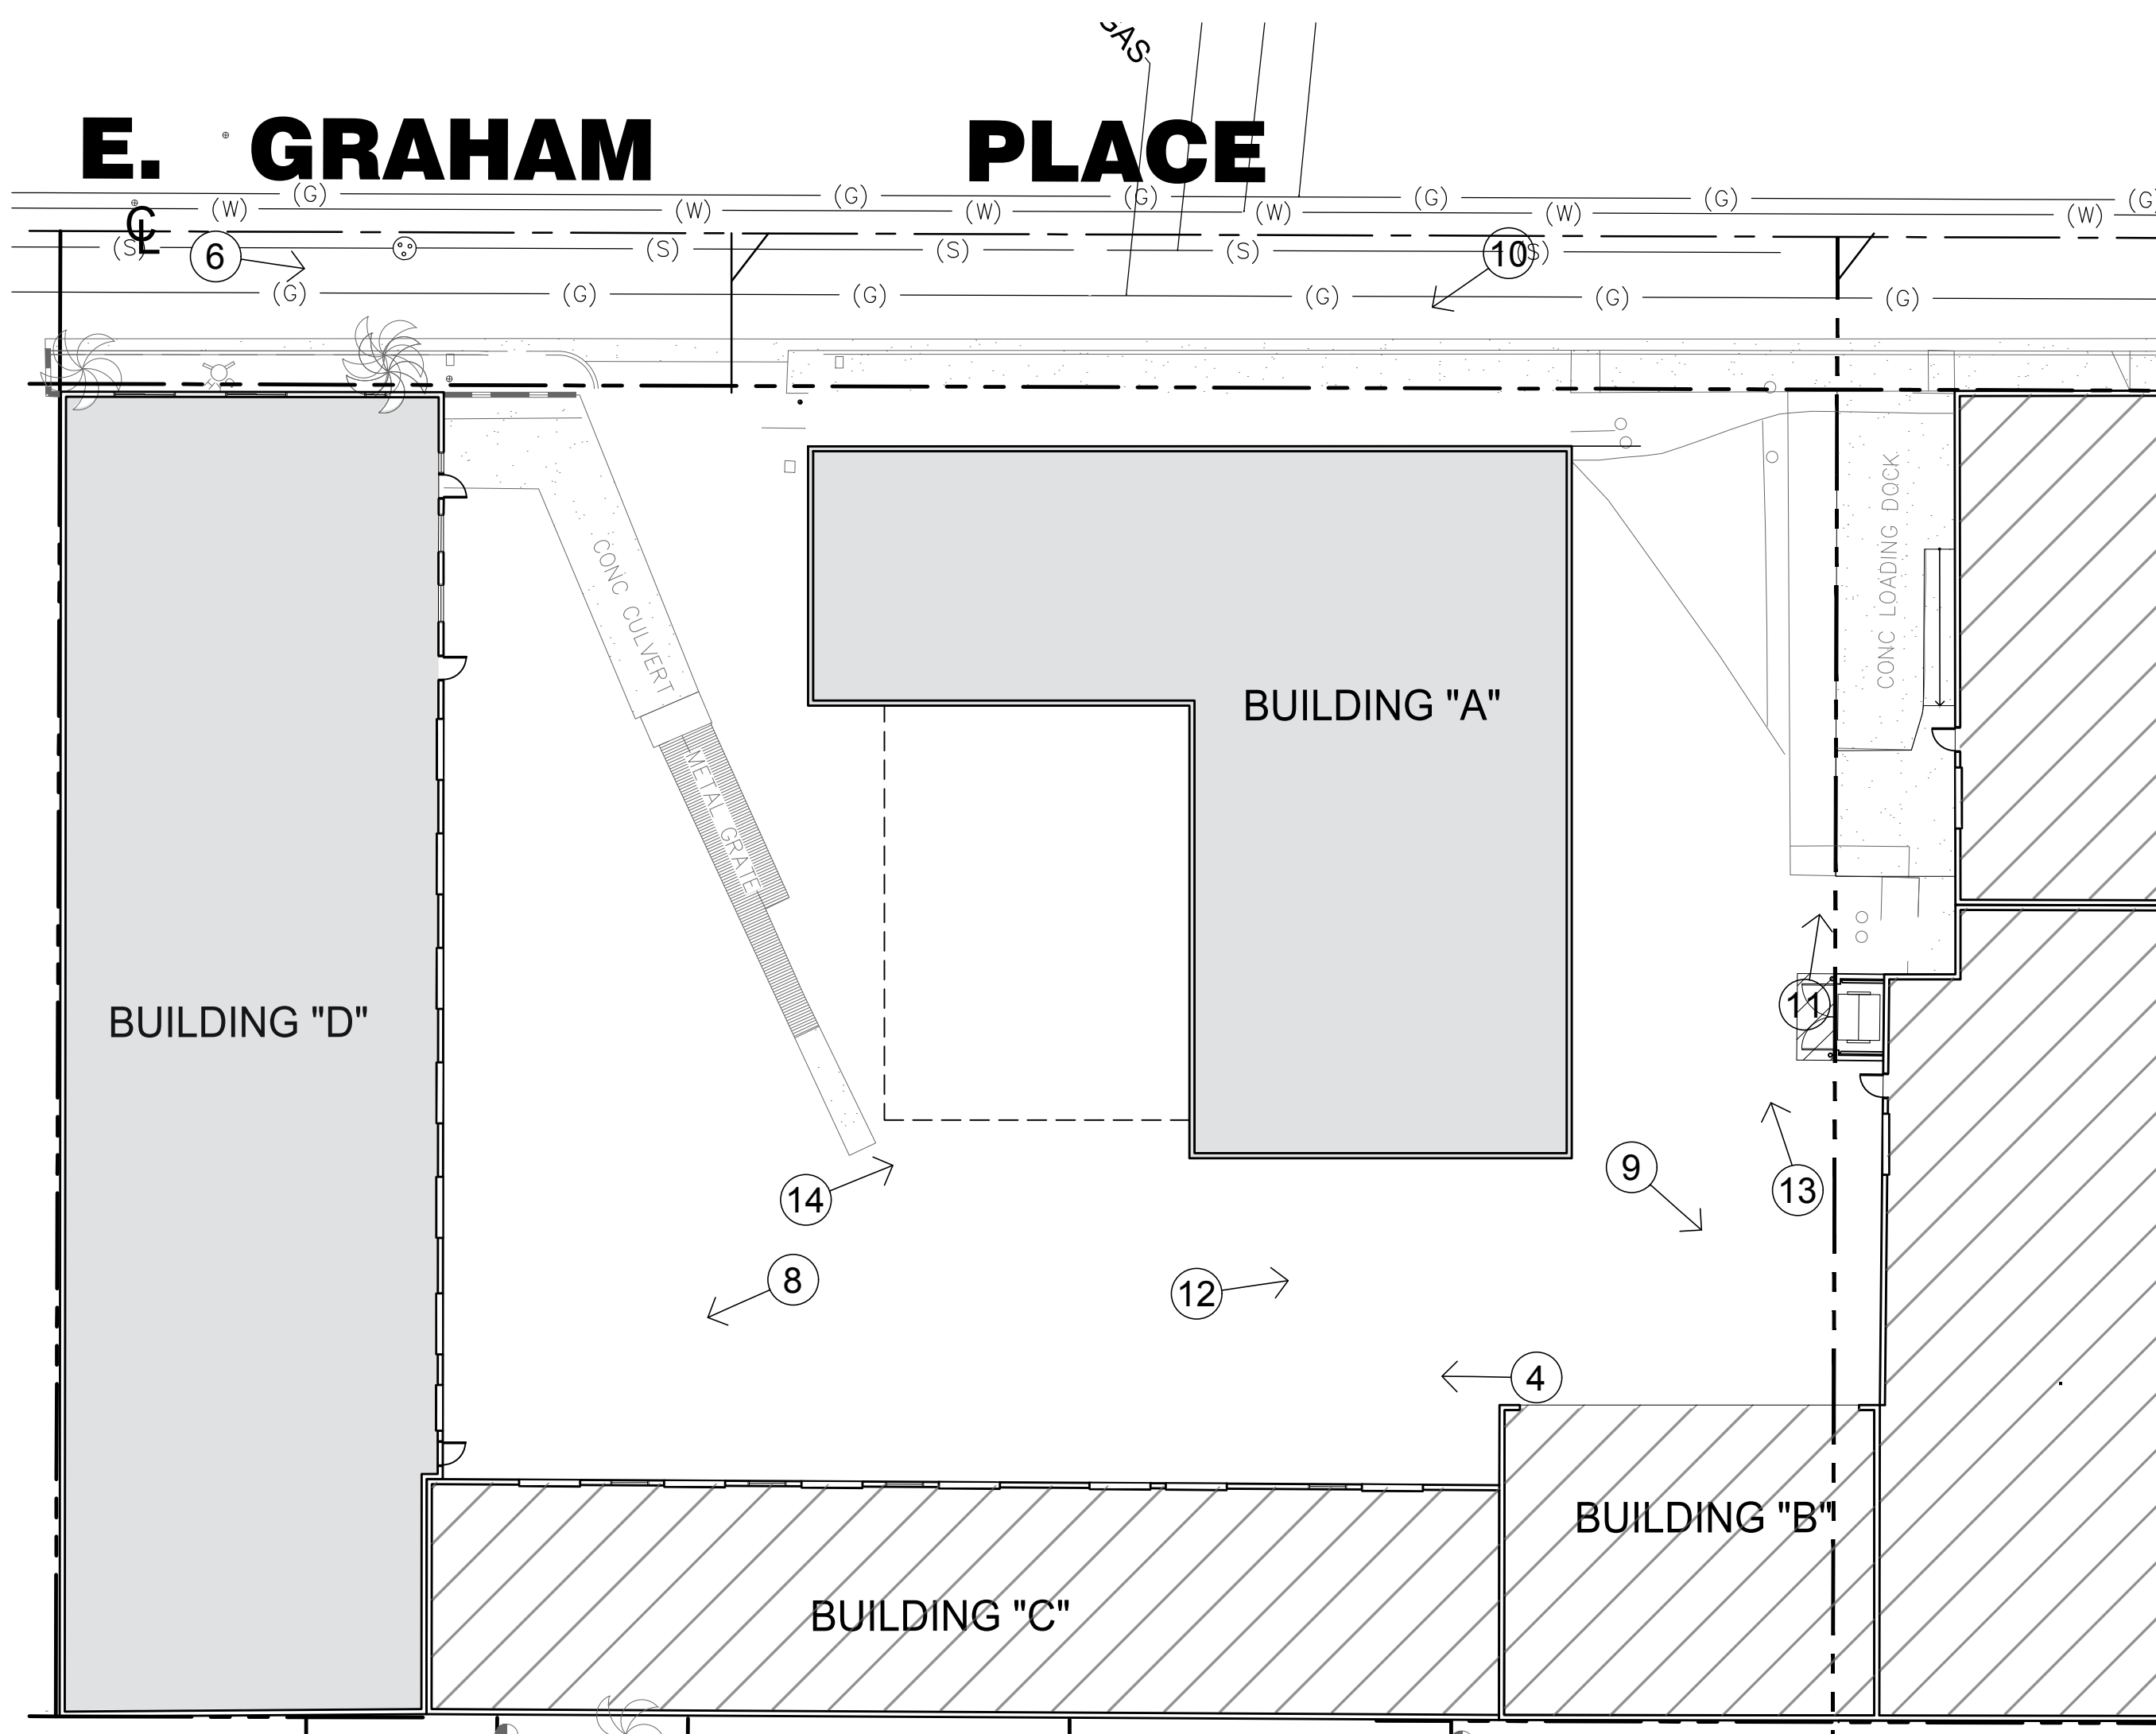 GAS
E. GRAHAM PLACE
(G) (G) (G) (G) (G) (G
(W) (W) (W) (W) (W) (W)
CL
(S) (S) (S) (S) (S)
6
10
(G) (G) (G) (G) (G) (G)
CONC CULVERT
CONC LOADING DOCK
BUILDING "A"
METAL GRATE
BUILDING "D"
11
9
13
14
8
12
4
BUILDING "B"
BUILDING "C"